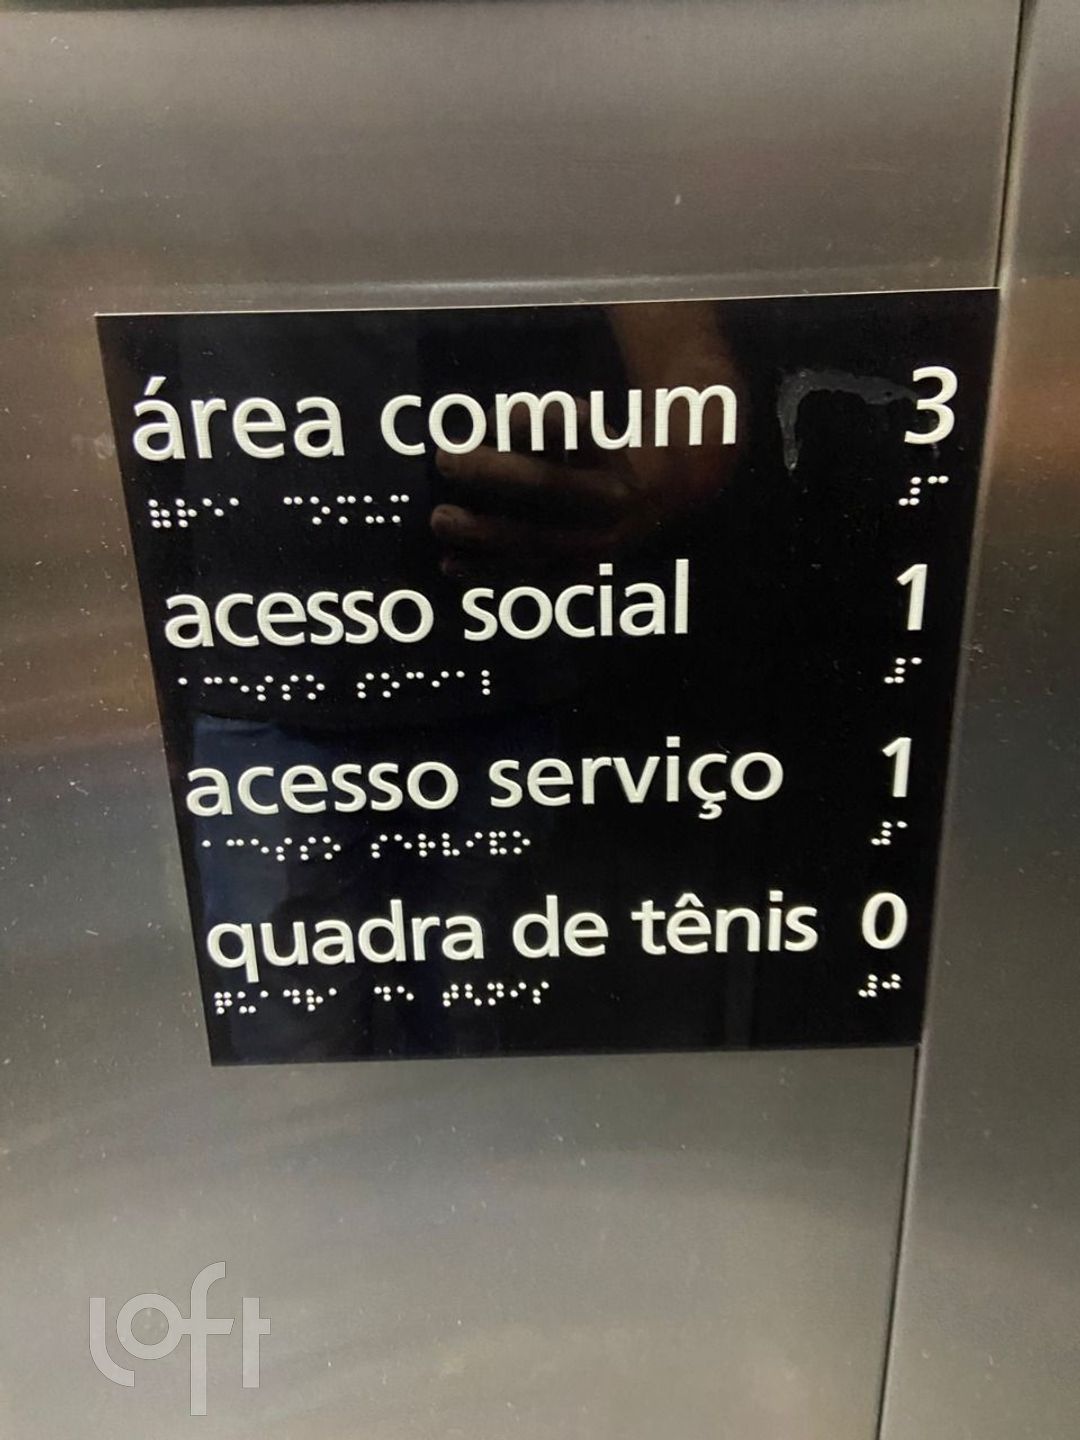 área comum 3
⠷⠗⠑⠁ ⠉⠕⠍⠥⠍ ⠼⠉
acesso social 1
⠁⠉⠑⠎⠎⠕ ⠎⠕⠉⠊⠁⠇ ⠼⠁
acesso serviço 1
⠁⠉⠑⠎⠎⠕ ⠎⠑⠗⠧⠊⠯⠕ ⠼⠁
quadra de tênis 0
⠟⠥⠁⠙⠗⠁ ⠙⠑ ⠞⠣⠝⠊⠎ ⠼⠚
loft